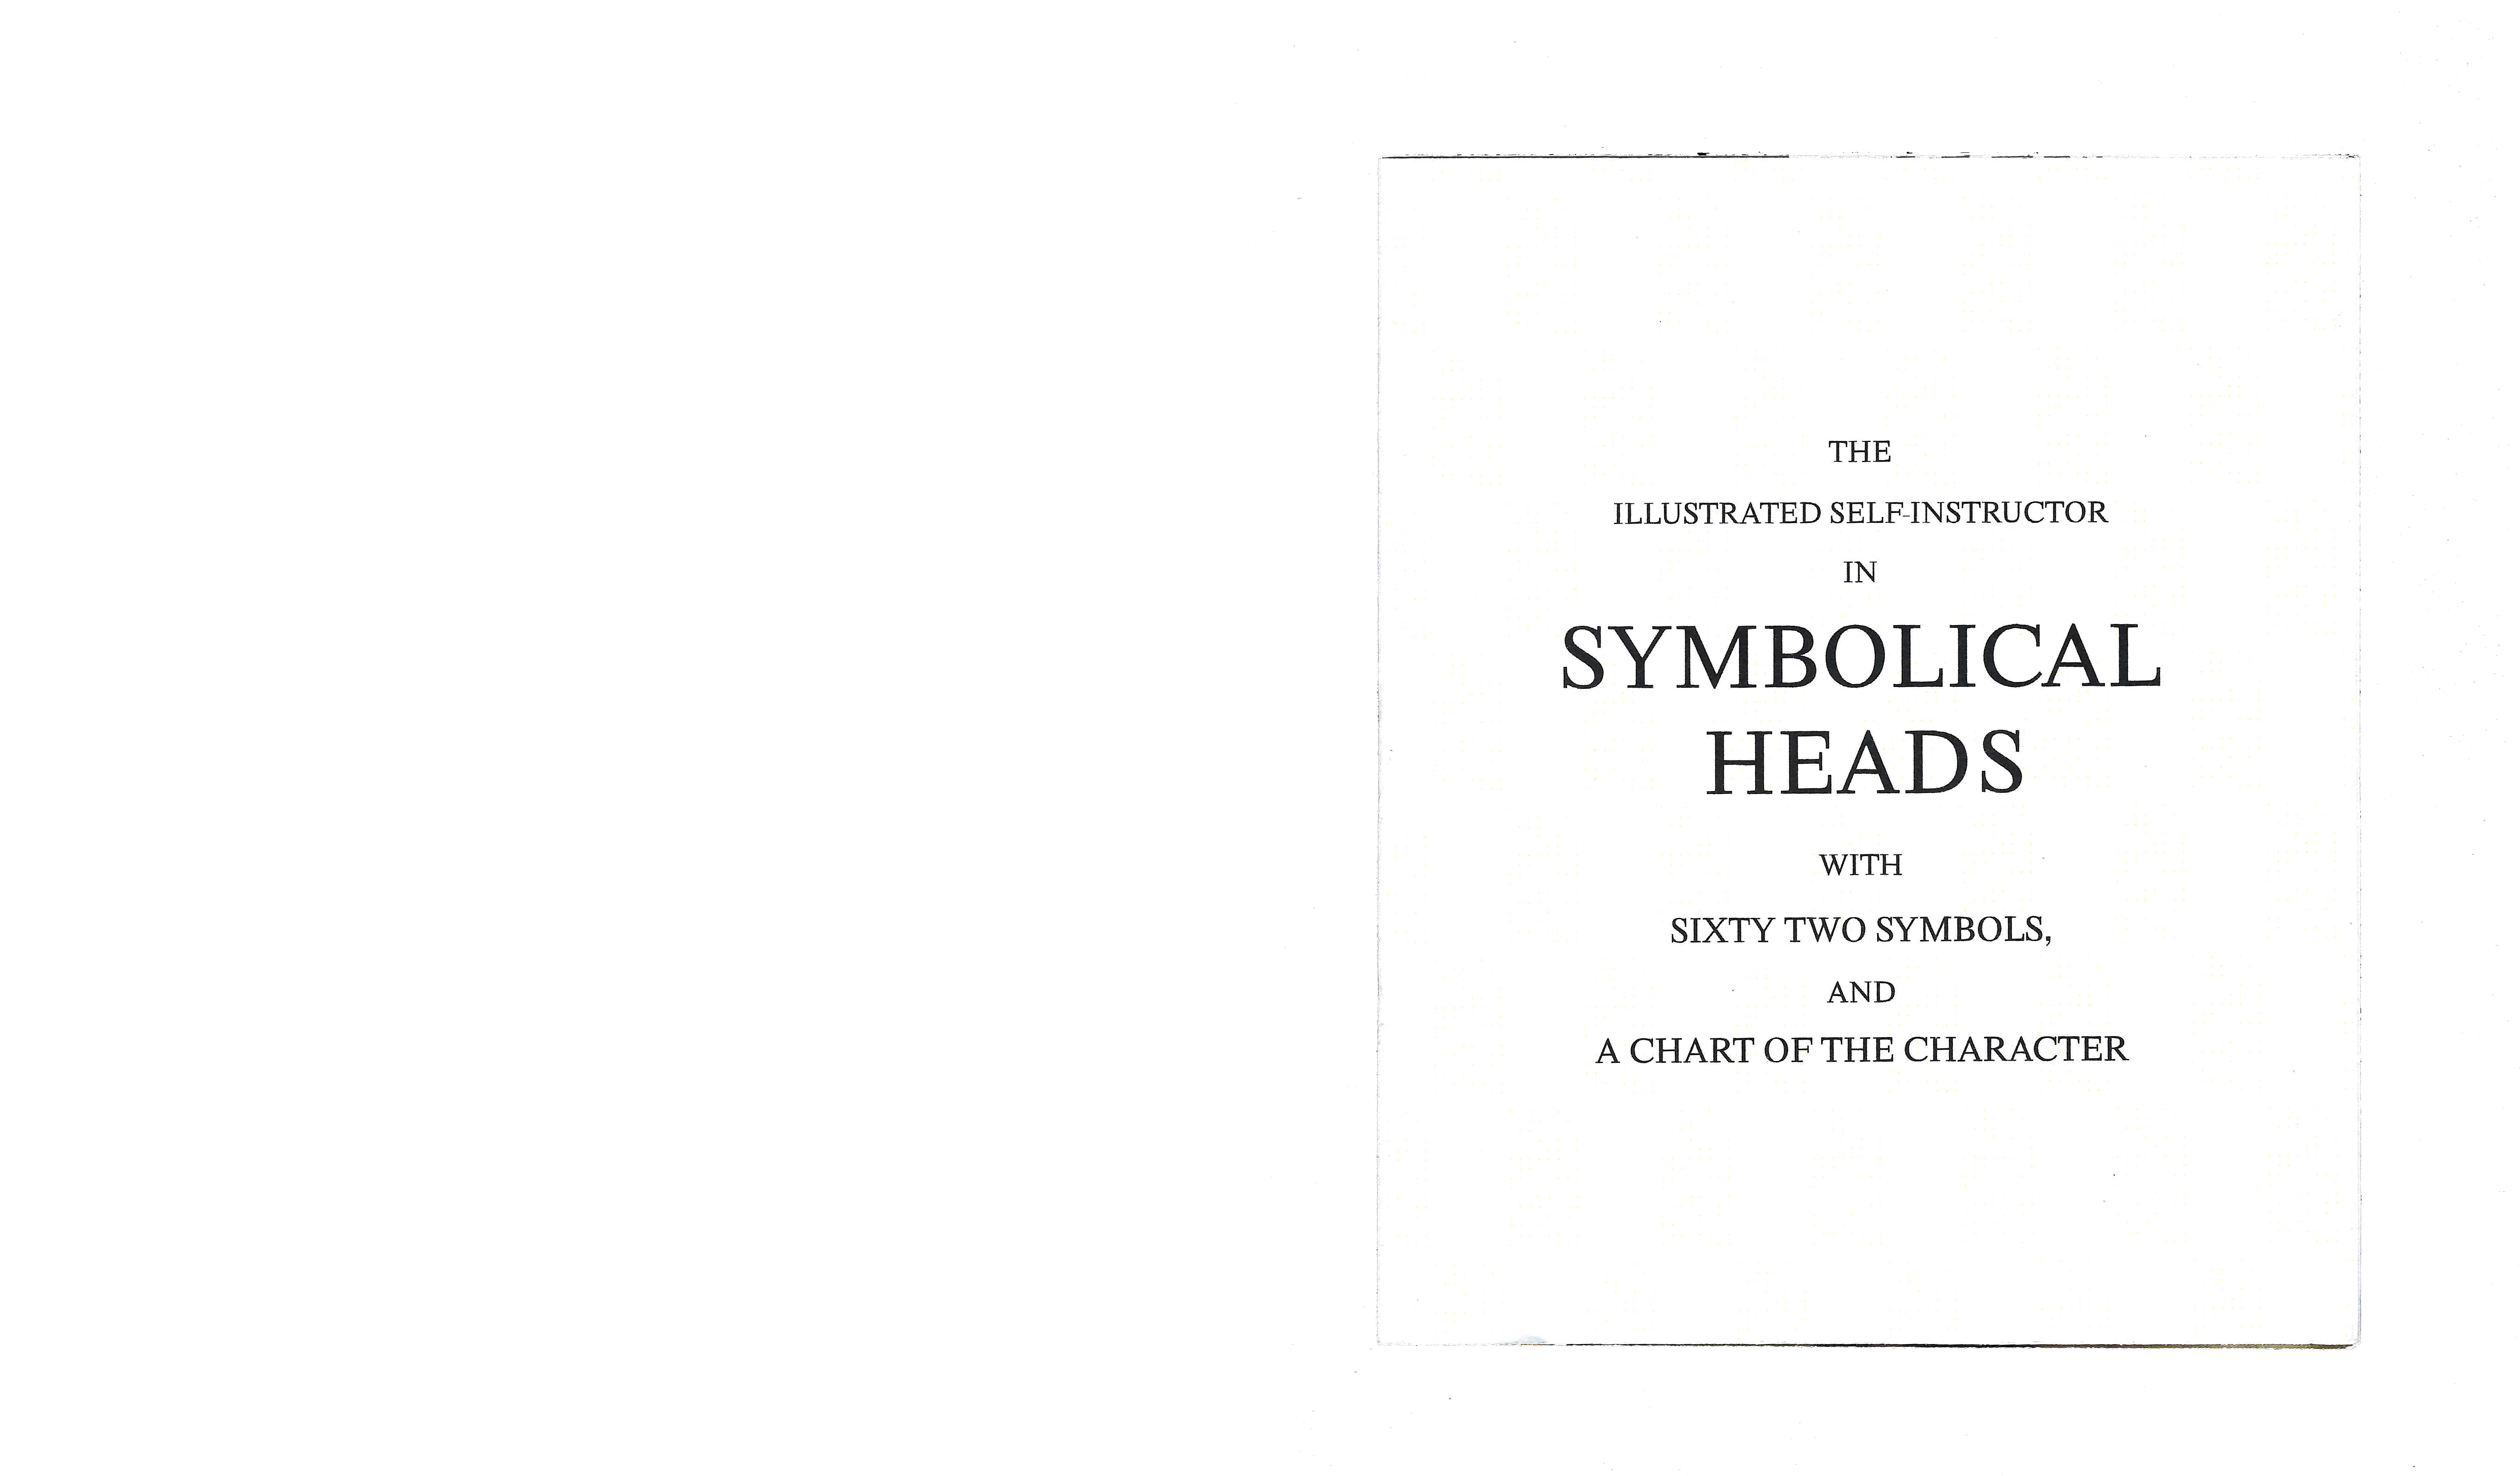 THE
ILLUSTRATED SELF-INSTRUCTOR
IN
SYMBOLICAL
HEADS
WITH
SIXTY TWO SYMBOLS,
AND
A CHART OF THE CHARACTER